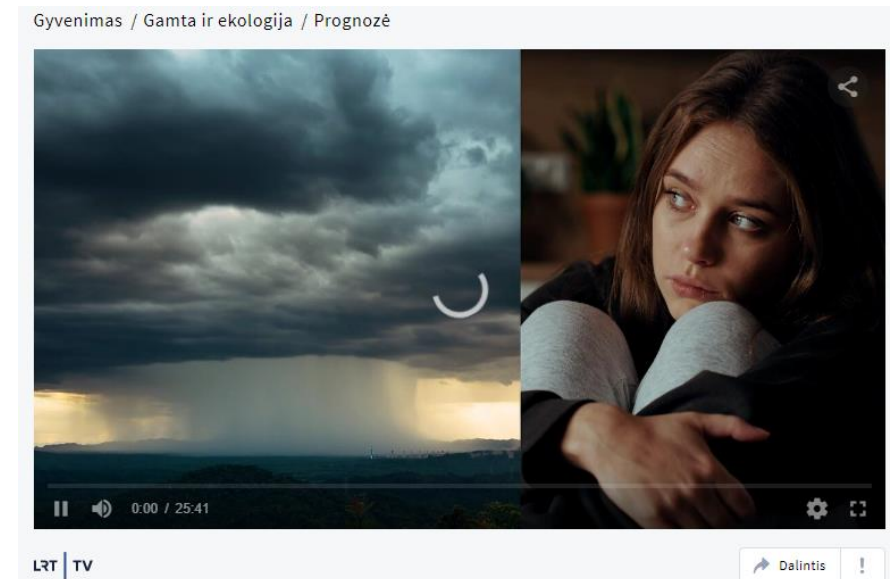 Gyvenimas / Gamta ir ekologija / Prognozė
0:00 / 25:41
LRT TV
Dalintis